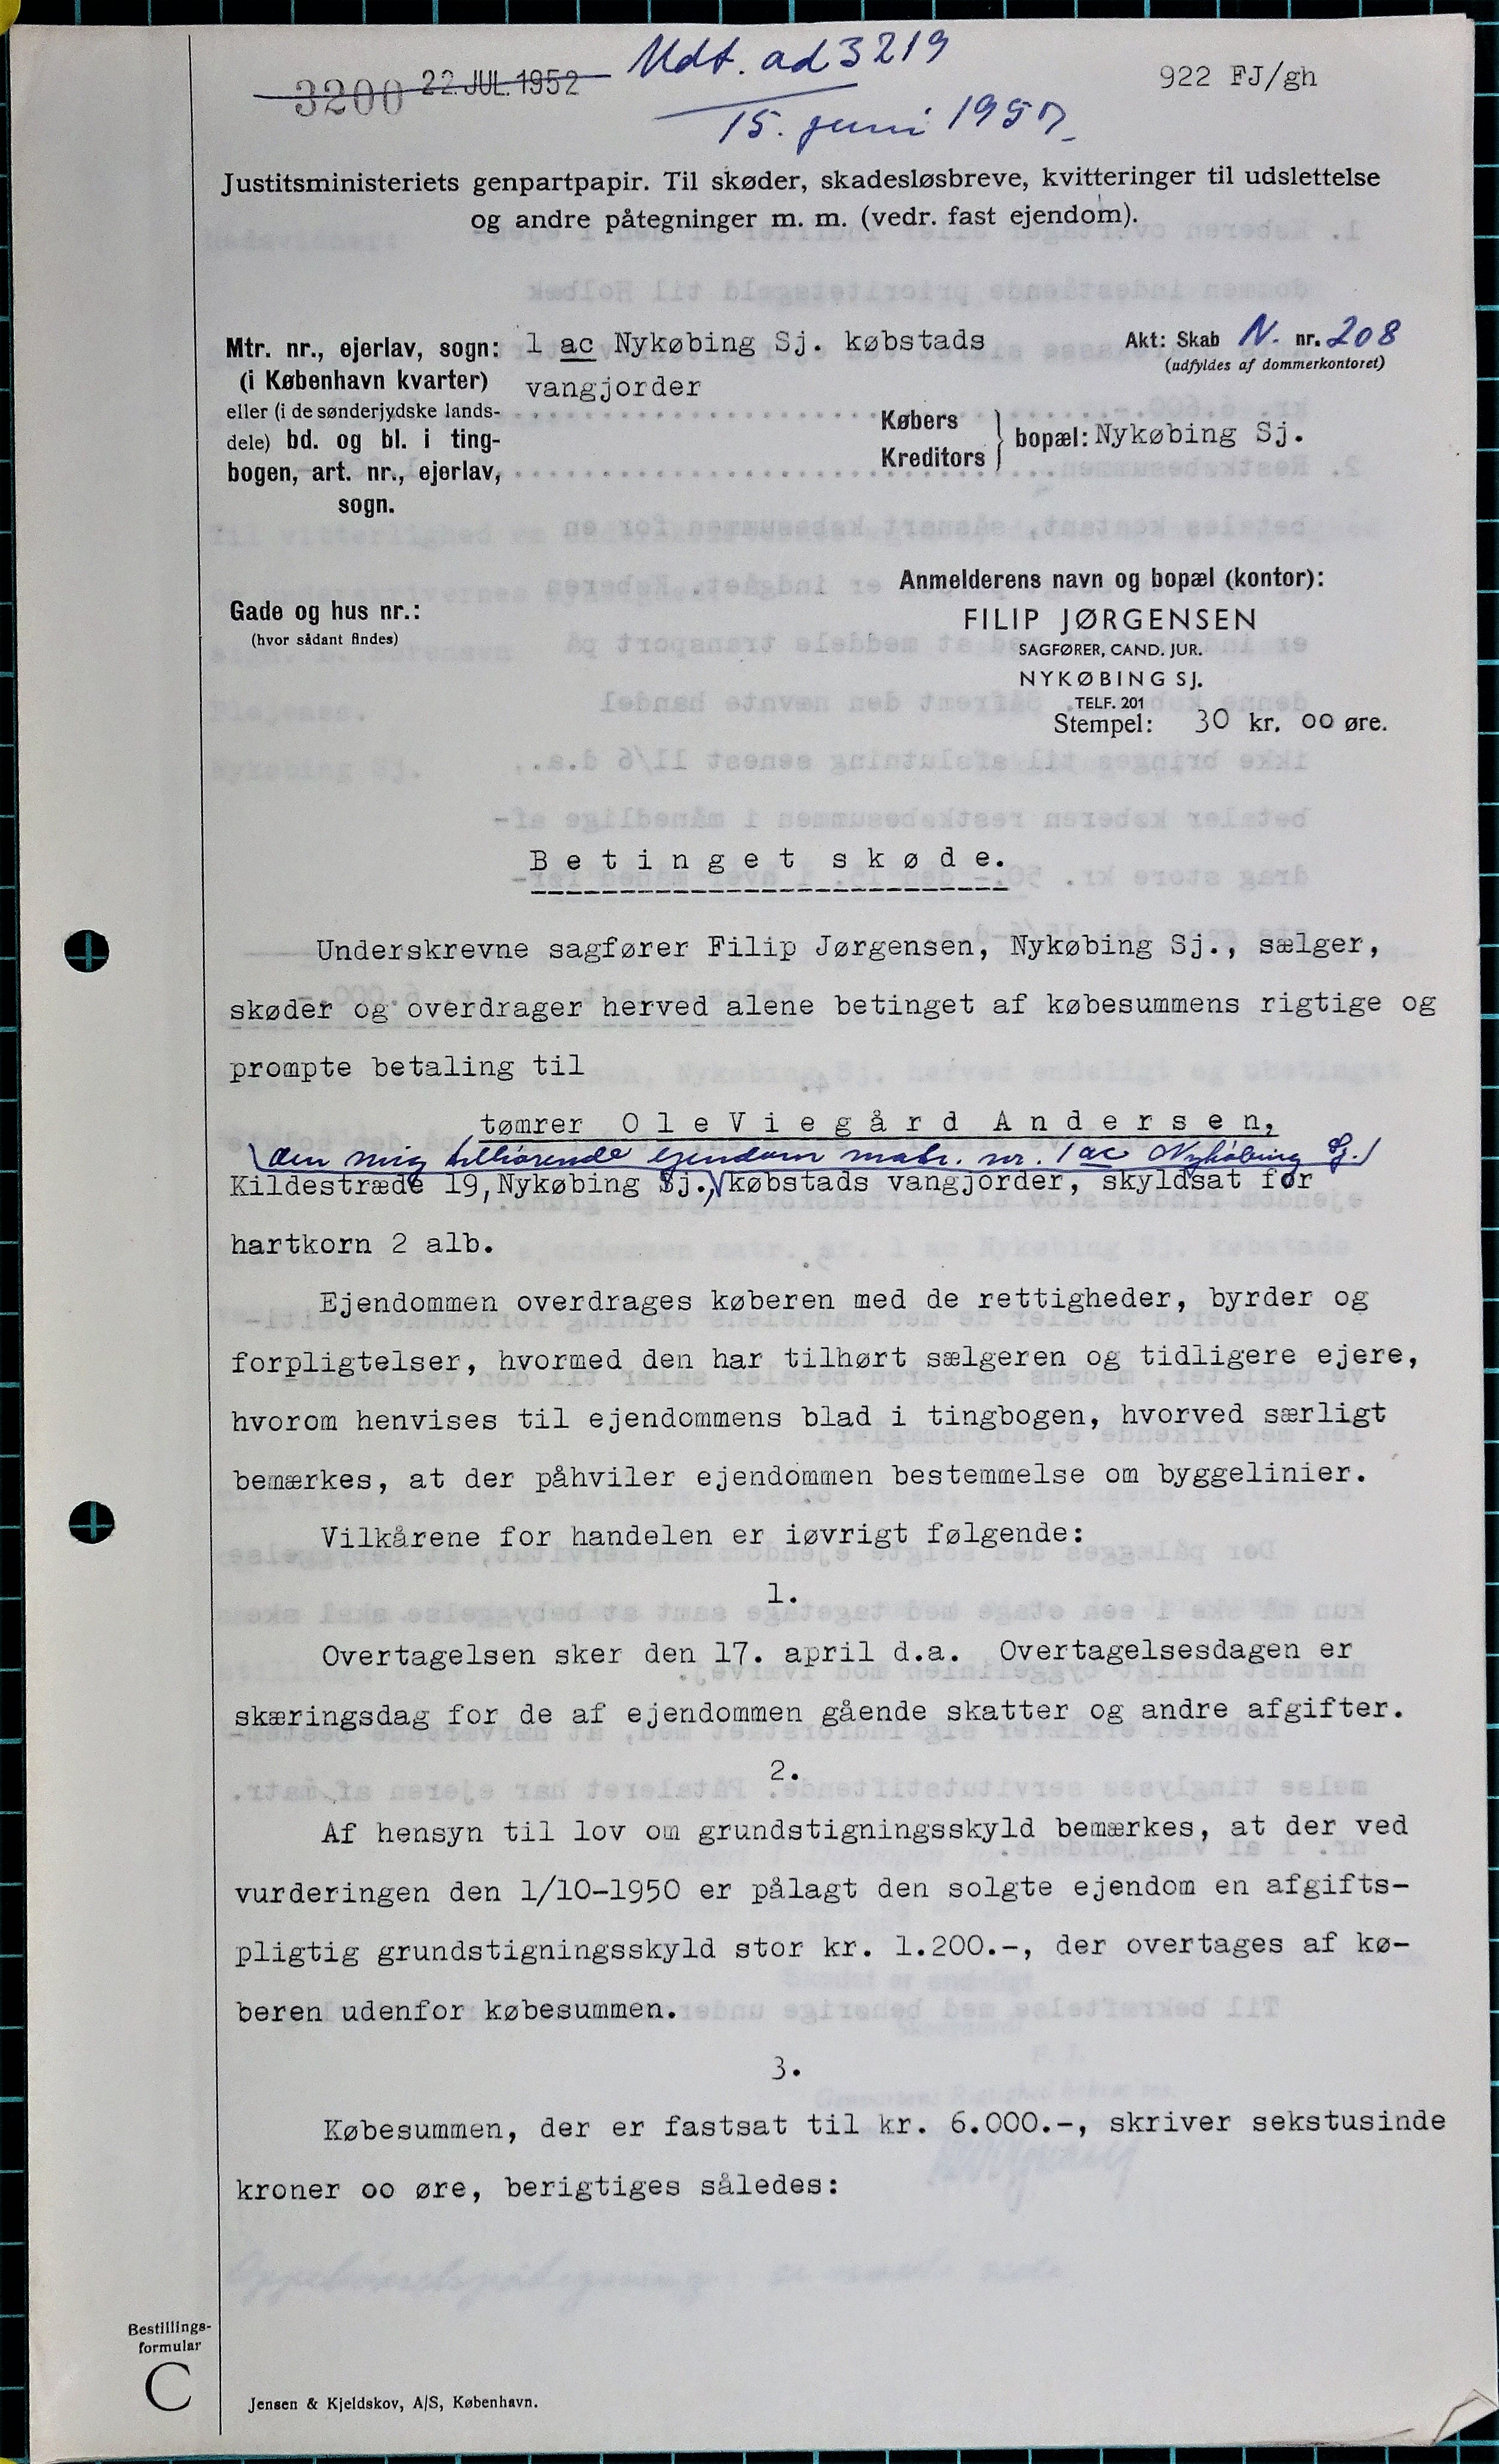 3200 22. JUL. 1952 Udt. ad 3219
15. juni 1957
922 FJ/gh
Justitsministeriets genpartpapir. Til skøder, skadesløsbreve, kvitteringer til udslettelse
og andre påtegninger m. m. (vedr. fast ejendom).
Mtr. nr., ejerlav, sogn: 1 ac Nykøbing Sj. købstads
(i København kvarter) vangjorder
eller (i de sønderjydske lands-
dele) bd. og bl. i ting-
bogen, art. nr., ejerlav,
sogn.
Akt: Skab N. nr. 208
(udfyldes af dommerkontoret)
Købers
Kreditors } bopæl: Nykøbing Sj.
Gade og hus nr.:
(hvor sådant findes)
Anmelderens navn og bopæl (kontor):
FILIP JØRGENSEN
SAGFØRER, CAND. JUR.
NYKØBING SJ.
TELF. 201
Stempel: 30 kr. 00 øre.
Betinget skøde.
Underskrevne sagfører Filip Jørgensen, Nykøbing Sj., sælger,
skøder og overdrager herved alene betinget af købesummens rigtige og
prompte betaling til
tømrer Ole Viegård Andersen,
den mig tilhørende ejendom matr. nr. 1 ac Nykøbing Sj.
Kildestræde 19, Nykøbing Sj., købstads vangjorder, skyldsat for
hartkorn 2 alb.
Ejendommen overdrages køberen med de rettigheder, byrder og
forpligtelser, hvormed den har tilhørt sælgeren og tidligere ejere,
hvorom henvises til ejendommens blad i tingbogen, hvorved særligt
bemærkes, at der påhviler ejendommen bestemmelse om byggelinier.
Vilkårene for handelen er iøvrigt følgende:
1.
Overtagelsen sker den 17. april d.a. Overtagelsesdagen er
skæringsdag for de af ejendommen gående skatter og andre afgifter.
2.
Af hensyn til lov om grundstigningsskyld bemærkes, at der ved
vurderingen den 1/10-1950 er pålagt den solgte ejendom en afgifts-
pligtig grundstigningsskyld stor kr. 1.200.-, der overtages af kø-
beren udenfor købesummen.
3.
Købesummen, der er fastsat til kr. 6.000.-, skriver sekstusinde
kroner oo øre, berigtiges således:
Bestillings-
formular
C
Jensen & Kjeldskov, A/S, København.